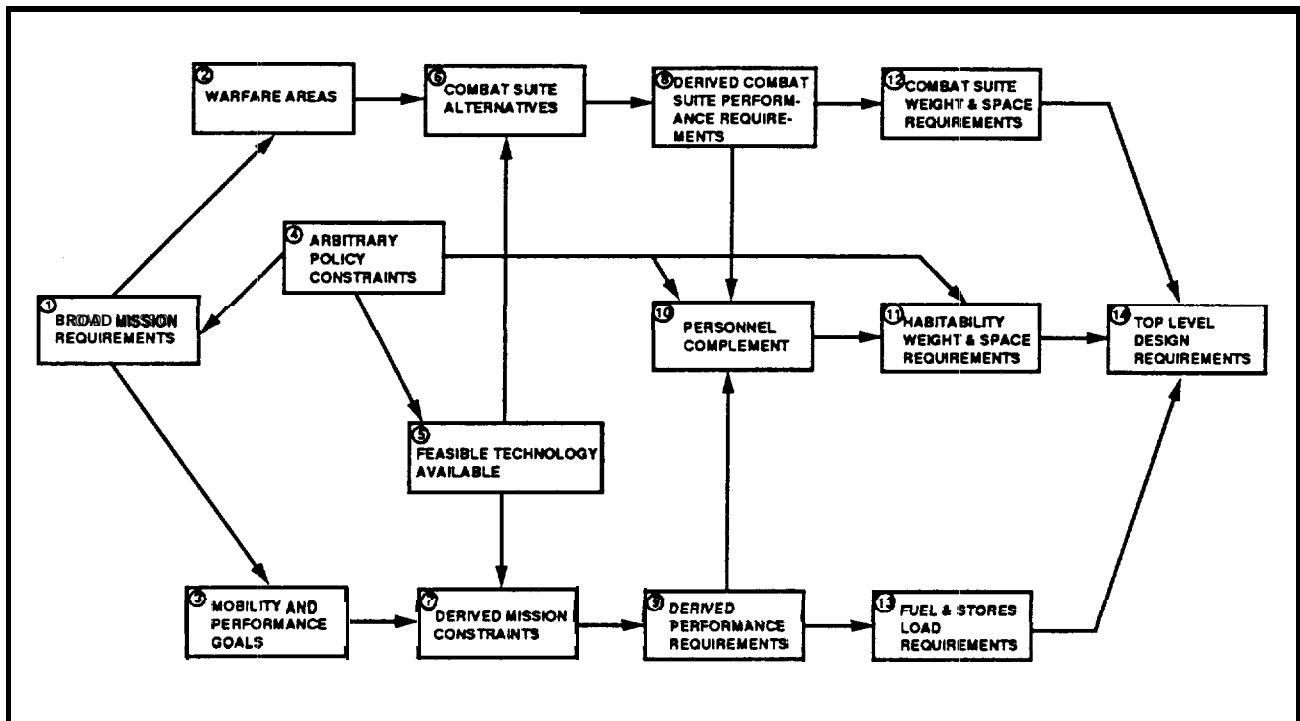 ② WARFARE AREAS
⑥ COMBAT SUITE
ALTERNATIVES
⑧ DERIVED COMBAT
SUITE PERFORM-
ANCE REQUIRE-
MENTS
⑫ COMBAT SUITE
WEIGHT & SPACE
REQUIREMENTS
④ ARBITRARY
POLICY
CONSTRAINTS
① BROAD MISSION
REQUIREMENTS
⑩ PERSONNEL
COMPLEMENT
⑪ HABITABILITY
WEIGHT & SPACE
REQUIREMENTS
⑭ TOP LEVEL
DESIGN
REQUIREMENTS
⑤ FEASIBLE TECHNOLOGY
AVAILABLE
③ MOBILITY AND
PERFORMANCE
GOALS
⑦ DERIVED MISSION
CONSTRAINTS
⑨ DERIVED
PERFORMANCE
REQUIREMENTS
⑬ FUEL & STORES
LOAD
REQUIREMENTS